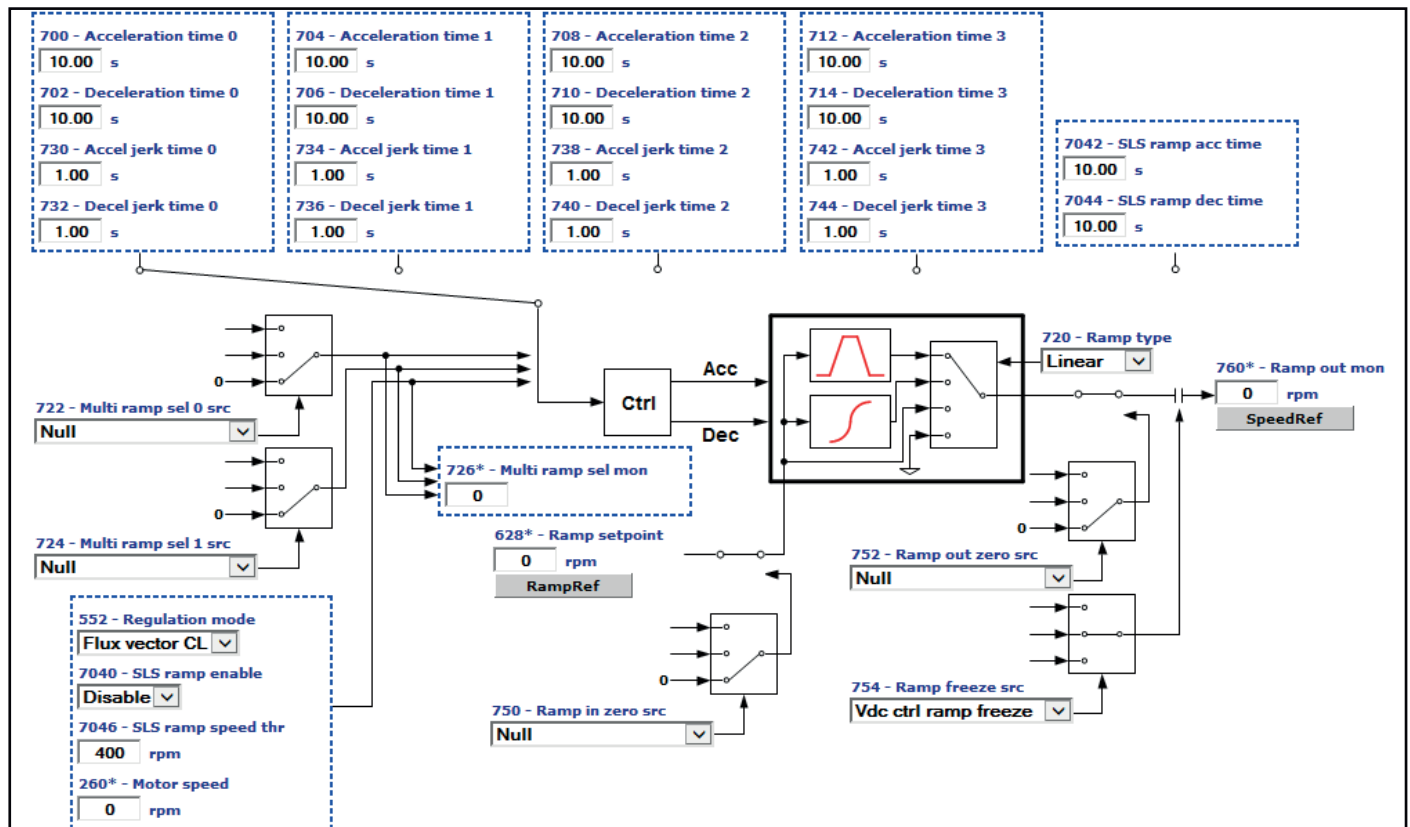 700 - Acceleration time 0
10.00 s
702 - Deceleration time 0
10.00 s
730 - Accel jerk time 0
1.00 s
732 - Decel jerk time 0
1.00 s
704 - Acceleration time 1
10.00 s
706 - Deceleration time 1
10.00 s
734 - Accel jerk time 1
1.00 s
736 - Decel jerk time 1
1.00 s
708 - Acceleration time 2
10.00 s
710 - Deceleration time 2
10.00 s
738 - Accel jerk time 2
1.00 s
740 - Decel jerk time 2
1.00 s
712 - Acceleration time 3
10.00 s
714 - Deceleration time 3
10.00 s
742 - Accel jerk time 3
1.00 s
744 - Decel jerk time 3
1.00 s
7042 - SLS ramp acc time
10.00 s
7044 - SLS ramp dec time
10.00 s
0
722 - Multi ramp sel 0 src
Null
0
724 - Multi ramp sel 1 src
Null
552 - Regulation mode
Flux vector CL
7040 - SLS ramp enable
Disable
7046 - SLS ramp speed thr
400 rpm
260* - Motor speed
0 rpm
Ctrl
Acc
Dec
726* - Multi ramp sel mon
0
628* - Ramp setpoint
0 rpm
RampRef
0
750 - Ramp in zero src
Null
720 - Ramp type
Linear
760* - Ramp out mon
0 rpm
SpeedRef
0
752 - Ramp out zero src
Null
754 - Ramp freeze src
Vdc ctrl ramp freeze